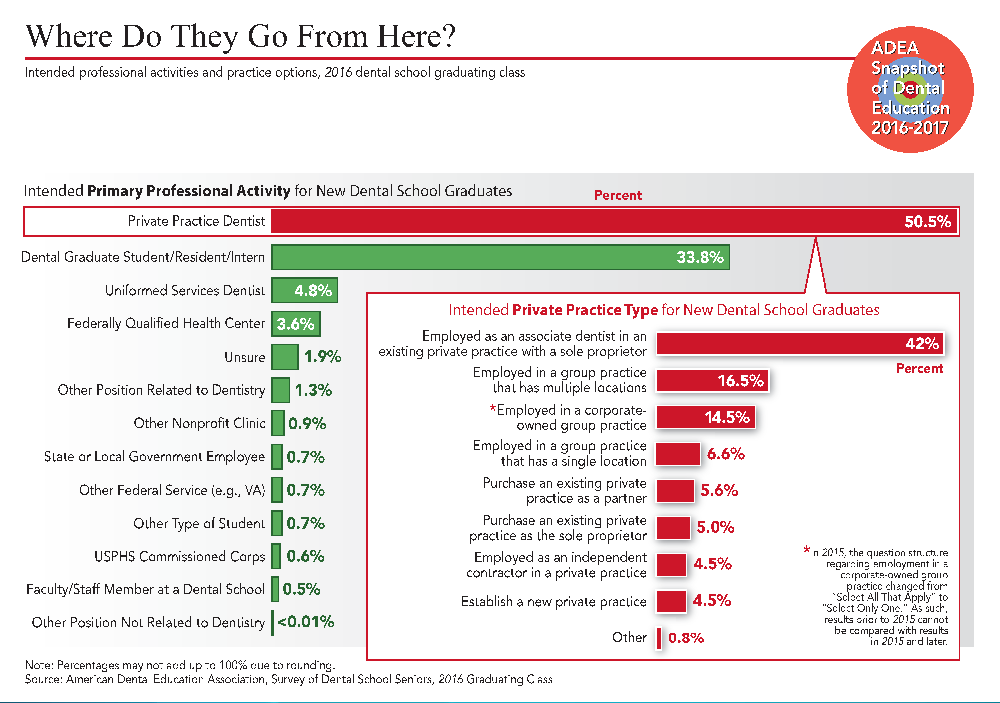 Where Do They Go From Here?
Intended professional activities and practice options, 2016 dental school graduating class
ADEA
Snapshot
of Dental
Education
2016-2017
Intended Primary Professional Activity for New Dental School Graduates
Percent
Private Practice Dentist 50.5%
Dental Graduate Student/Resident/Intern 33.8%
Uniformed Services Dentist 4.8%
Federally Qualified Health Center 3.6%
Unsure 1.9%
Other Position Related to Dentistry 1.3%
Other Nonprofit Clinic 0.9%
State or Local Government Employee 0.7%
Other Federal Service (e.g., VA) 0.7%
Other Type of Student 0.7%
USPHS Commissioned Corps 0.6%
Faculty/Staff Member at a Dental School 0.5%
Other Position Not Related to Dentistry <0.01%
Intended Private Practice Type for New Dental School Graduates
Employed as an associate dentist in an
existing private practice with a sole proprietor
42%
Percent
Employed in a group practice
that has multiple locations
16.5%
*Employed in a corporate-
owned group practice
14.5%
Employed in a group practice
that has a single location
6.6%
Purchase an existing private
practice as a partner
5.6%
Purchase an existing private
practice as the sole proprietor
5.0%
Employed as an independent
contractor in a private practice
4.5%
Establish a new private practice 4.5%
Other 0.8%
*In 2015, the question structure
regarding employment in a
corporate-owned group
practice changed from
“Select All That Apply” to
“Select Only One.” As such,
results prior to 2015 cannot
be compared with results
in 2015 and later.
Note: Percentages may not add up to 100% due to rounding.
Source: American Dental Education Association, Survey of Dental School Seniors, 2016 Graduating Class